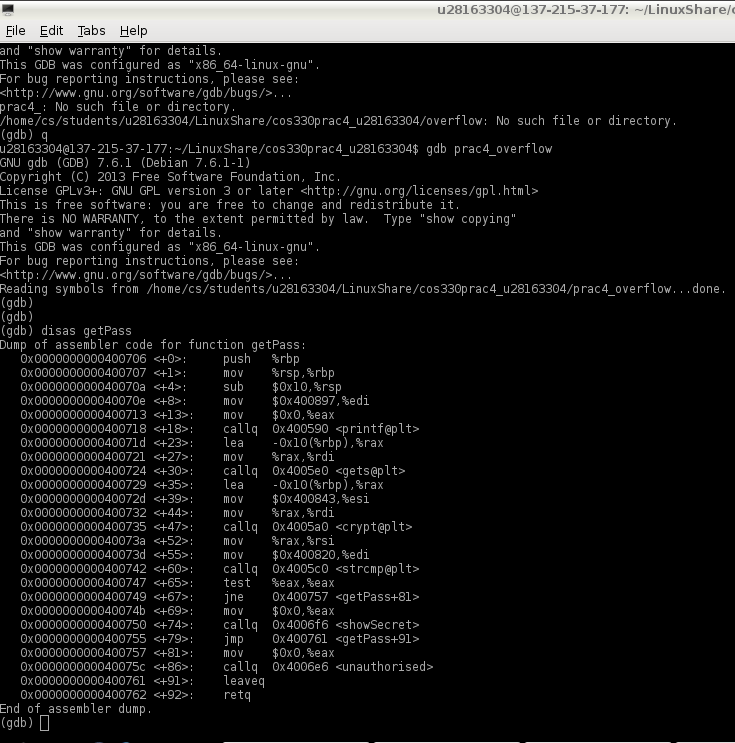 u28163304@137-215-37-177: ~/LinuxShare/c
File Edit Tabs Help
and "show warranty" for details.
This GDB was configured as "x86_64-linux-gnu".
For bug reporting instructions, please see:
<http://www.gnu.org/software/gdb/bugs/>...
prac4_: No such file or directory.
/home/cs/students/u28163304/LinuxShare/cos330prac4_u28163304/overflow: No such file or directory.
(gdb) q
u28163304@137-215-37-177:~/LinuxShare/cos330prac4_u28163304$ gdb prac4_overflow
GNU gdb (GDB) 7.6.1 (Debian 7.6.1-1)
Copyright (C) 2013 Free Software Foundation, Inc.
License GPLv3+: GNU GPL version 3 or later <http://gnu.org/licenses/gpl.html>
This is free software: you are free to change and redistribute it.
There is NO WARRANTY, to the extent permitted by law.  Type "show copying"
and "show warranty" for details.
This GDB was configured as "x86_64-linux-gnu".
For bug reporting instructions, please see:
<http://www.gnu.org/software/gdb/bugs/>...
Reading symbols from /home/cs/students/u28163304/LinuxShare/cos330prac4_u28163304/prac4_overflow...done.
(gdb)
(gdb)
(gdb) disas getPass
Dump of assembler code for function getPass:
0x0000000000400706 <+0>: push %rbp
0x0000000000400707 <+1>: mov %rsp,%rbp
0x000000000040070a <+4>: sub $0x10,%rsp
0x000000000040070e <+8>: mov $0x400897,%edi
0x0000000000400713 <+13>: mov $0x0,%eax
0x0000000000400718 <+18>: callq 0x400590 <printf@plt>
0x000000000040071d <+23>: lea -0x10(%rbp),%rax
0x0000000000400721 <+27>: mov %rax,%rdi
0x0000000000400724 <+30>: callq 0x4005e0 <gets@plt>
0x0000000000400729 <+35>: lea -0x10(%rbp),%rax
0x000000000040072d <+39>: mov $0x400843,%esi
0x0000000000400732 <+44>: mov %rax,%rdi
0x0000000000400735 <+47>: callq 0x4005a0 <crypt@plt>
0x000000000040073a <+52>: mov %rax,%rsi
0x000000000040073d <+55>: mov $0x400820,%edi
0x0000000000400742 <+60>: callq 0x4005c0 <strcmp@plt>
0x0000000000400747 <+65>: test %eax,%eax
0x0000000000400749 <+67>: jne 0x400757 <getPass+81>
0x000000000040074b <+69>: mov $0x0,%eax
0x0000000000400750 <+74>: callq 0x4006f6 <showSecret>
0x0000000000400755 <+79>: jmp 0x400761 <getPass+91>
0x0000000000400757 <+81>: mov $0x0,%eax
0x000000000040075c <+86>: callq 0x4006e6 <unauthorised>
0x0000000000400761 <+91>: leaveq
0x0000000000400762 <+92>: retq
End of assembler dump.
(gdb)